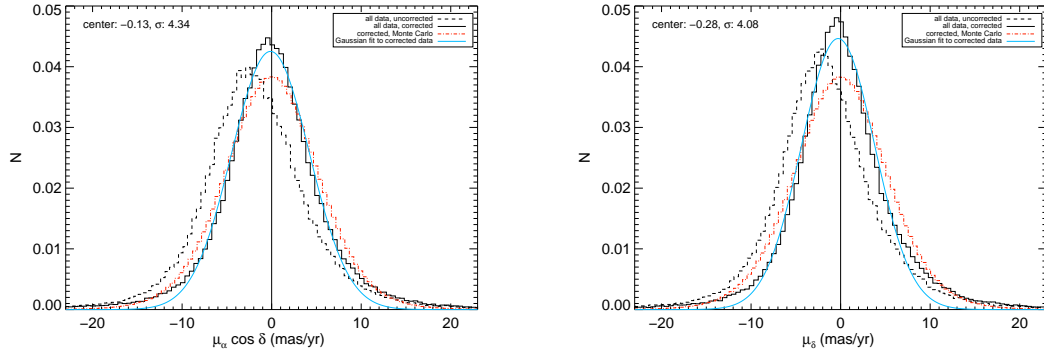 center: −0.13, σ: 4.34
all data, uncorrected
all data, corrected
corrected, Monte Carlo
Gaussian fit to corrected data
0.05
0.04
0.03
0.02
0.01
0.00
N
−20
−10
0
10
20
μα cos δ (mas/yr)
center: −0.28, σ: 4.08
all data, uncorrected
all data, corrected
corrected, Monte Carlo
Gaussian fit to corrected data
0.05
0.04
0.03
0.02
0.01
0.00
N
−20
−10
0
10
20
μδ (mas/yr)